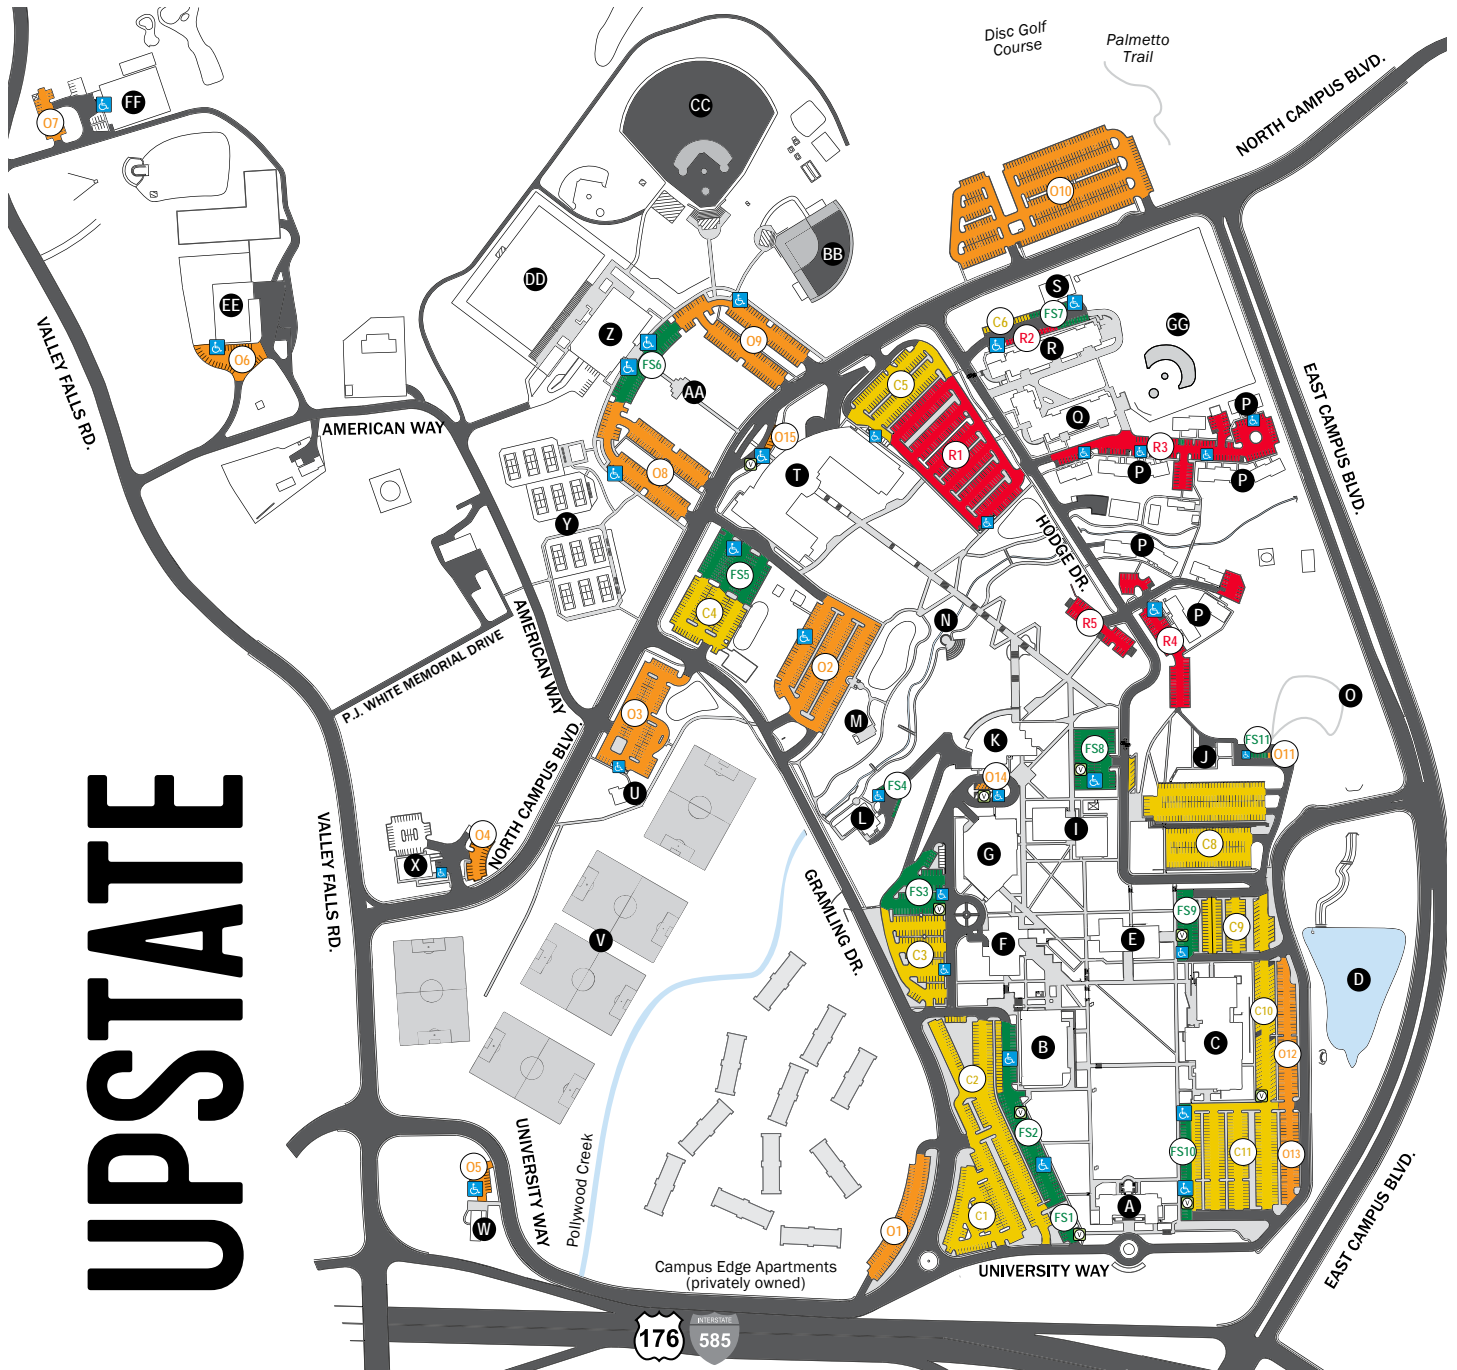 Disc Golf
Course
Palmetto
Trail
NORTH CAMPUS BLVD.
CC
FF
O7
O10
BB
DD
EE
S
C6
FS7
GG
R2
R
Z
O9
O6
FS6
VALLEY FALLS RD.
EAST CAMPUS BLVD.
C5
AA
P
Q
AMERICAN WAY
O15
R3
R1
V
T
O8
P
P
Y
HODGE DR.
P
FS5
C4
AMERICAN WAY
N
R5
P
R4
P.J. WHITE MEMORIAL DRIVE
O2
O
O3
M
K
FS8
FS11
J
O11
V
O14
U
FS4
V
NORTH CAMPUS BLVD.
UPSTATE
VALLEY FALLS RD.
O4
L
I
C8
X
G
GRAMLING DR.
FS3
V
FS9
C9
V
V
F
E
C3
D
C10
B
C
O12
C2
V
V
FS2
UNIVERSITY WAY
Pollywood Creek
O5
FS10
C11
O13
W
O1
C1
FS1
A
V
V
EAST CAMPUS BLVD.
Campus Edge Apartments
(privately owned)
UNIVERSITY WAY
176
INTERSTATE
585